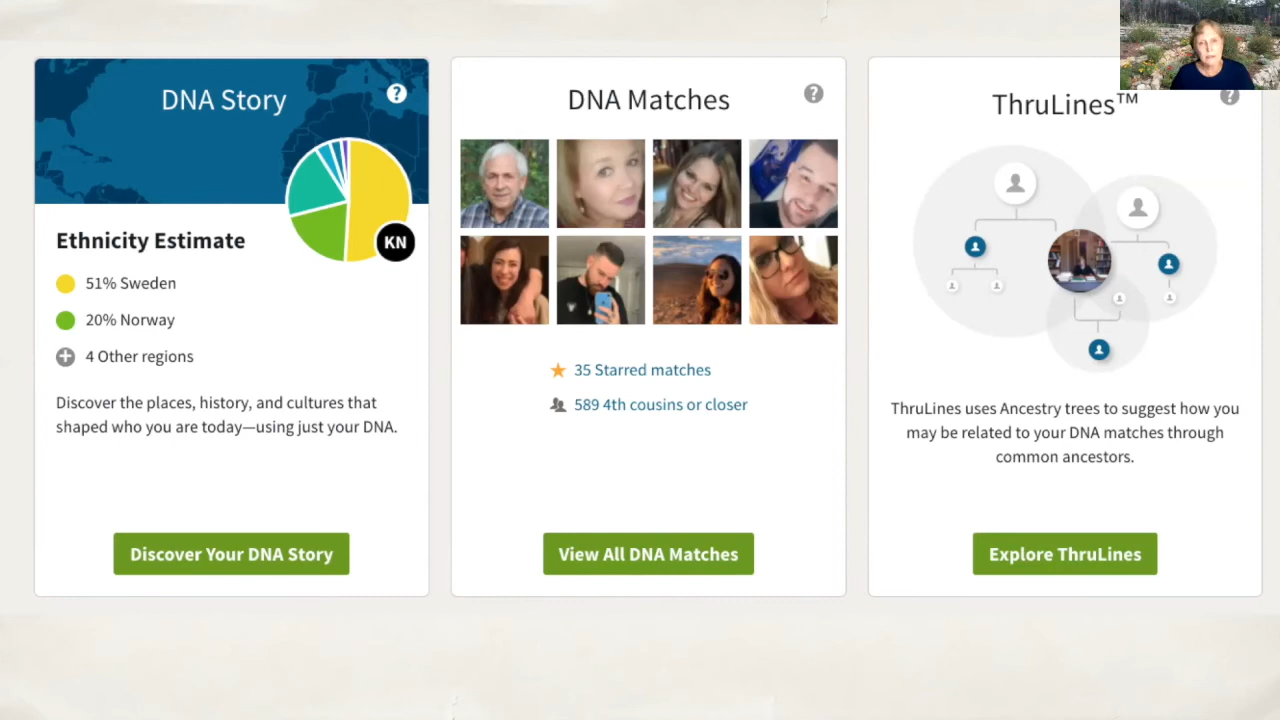 DNA Story
?
KN
Ethnicity Estimate
51% Sweden
20% Norway
4 Other regions
Discover the places, history, and cultures that
shaped who you are today—using just your DNA.
Discover Your DNA Story
DNA Matches
?
35 Starred matches
589 4th cousins or closer
View All DNA Matches
ThruLines™
?
ThruLines uses Ancestry trees to suggest how you
may be related to your DNA matches through
common ancestors.
Explore ThruLines